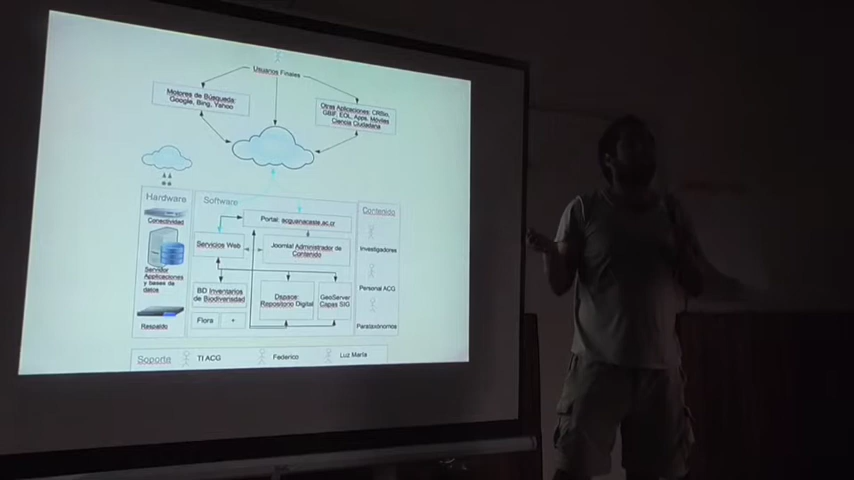 Usuarios Finales
Motores de Búsqueda:
Google, Bing, Yahoo
Otras Aplicaciones: CRBio,
GBIF, EOL, Apps. Móviles
Ciencia Ciudadana
Hardware
Conectividad
Servidor
Applicaciones
y bases de
datos
Respaldo
Software
Portal: acguanacaste.ac.cr
Servicios Web
Joomla! Administrador de
Contenido
BD Inventarios
de Biodiversidad
Flora
+
Dspace:
Repositorio Digital
GeoServer
Capas SIG
Contenido
Investigadores
Personal ACG
Parataxónomos
Soporte
TI ACG
Federico
Luz María